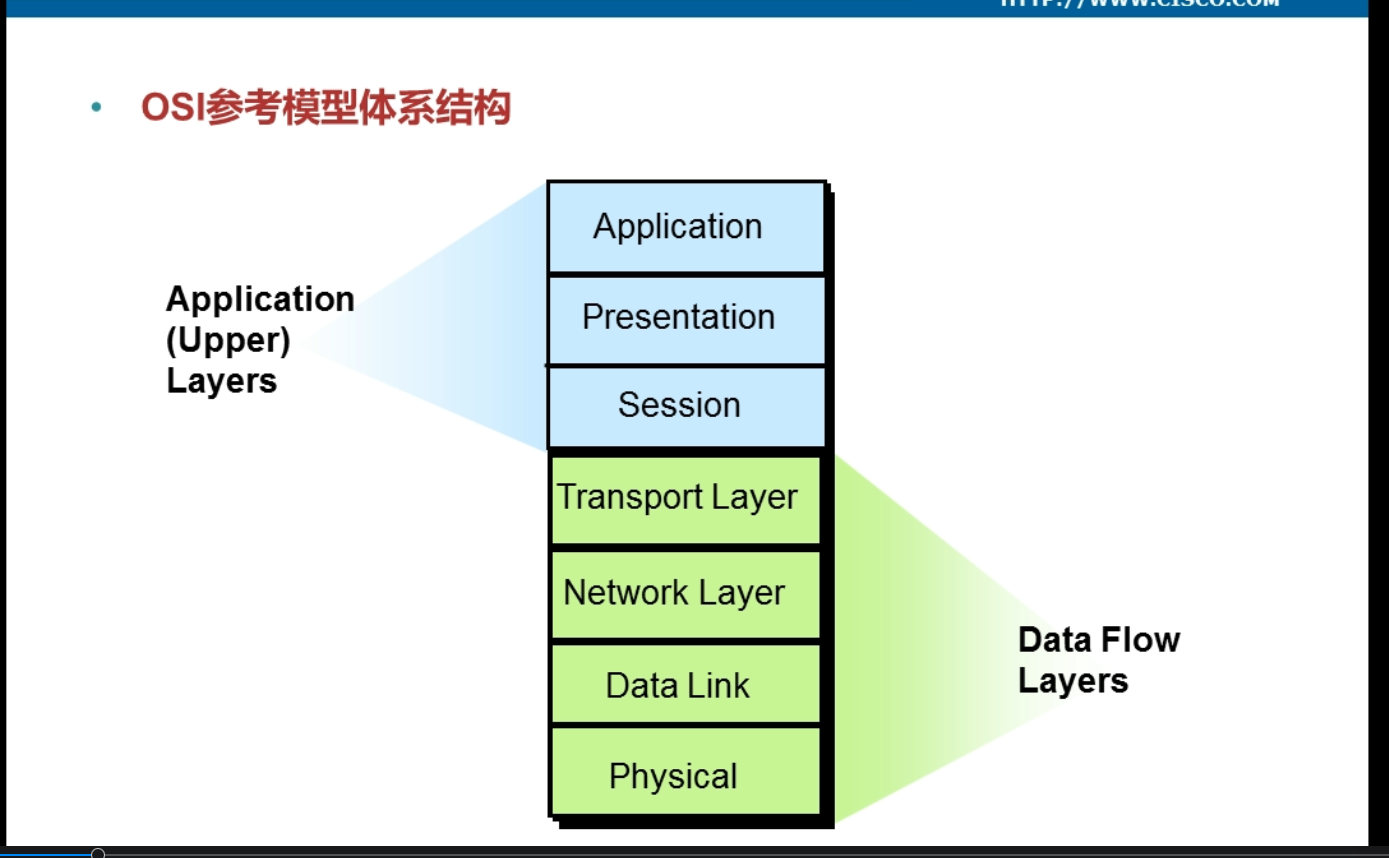 HTTP://WWW.CISCO.COM
• OSI参考模型体系结构
Application
Presentation
Session
Transport Layer
Network Layer
Data Link
Physical
Application
(Upper)
Layers
Data Flow
Layers